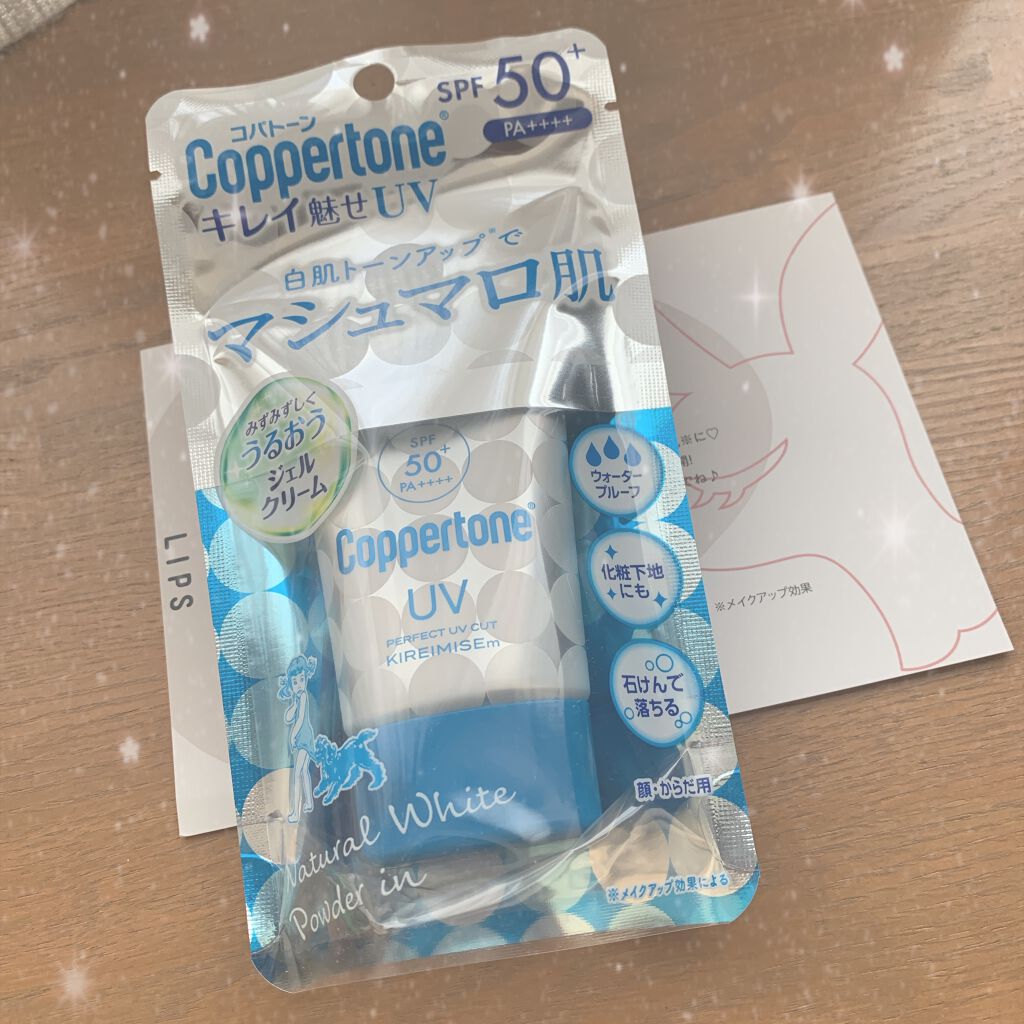 SPF 50+
PA++++
コパトーン
Coppertone®
キレイ魅せUV
白肌トーンアップ※で
マシュマロ肌
みずみずしく
うるおう
ジェル
クリーム
SPF
50+
PA++++
Coppertone®
UV
PERFECT UV CUT
KIREIMISEm
ウォーター
プルーフ
化粧下地
にも
石けんで
落ちる
顔・からだ用
Natural White
Powder in
※メイクアップ効果による
LIPS
※に♡
てね♪
※メイクアップ効果